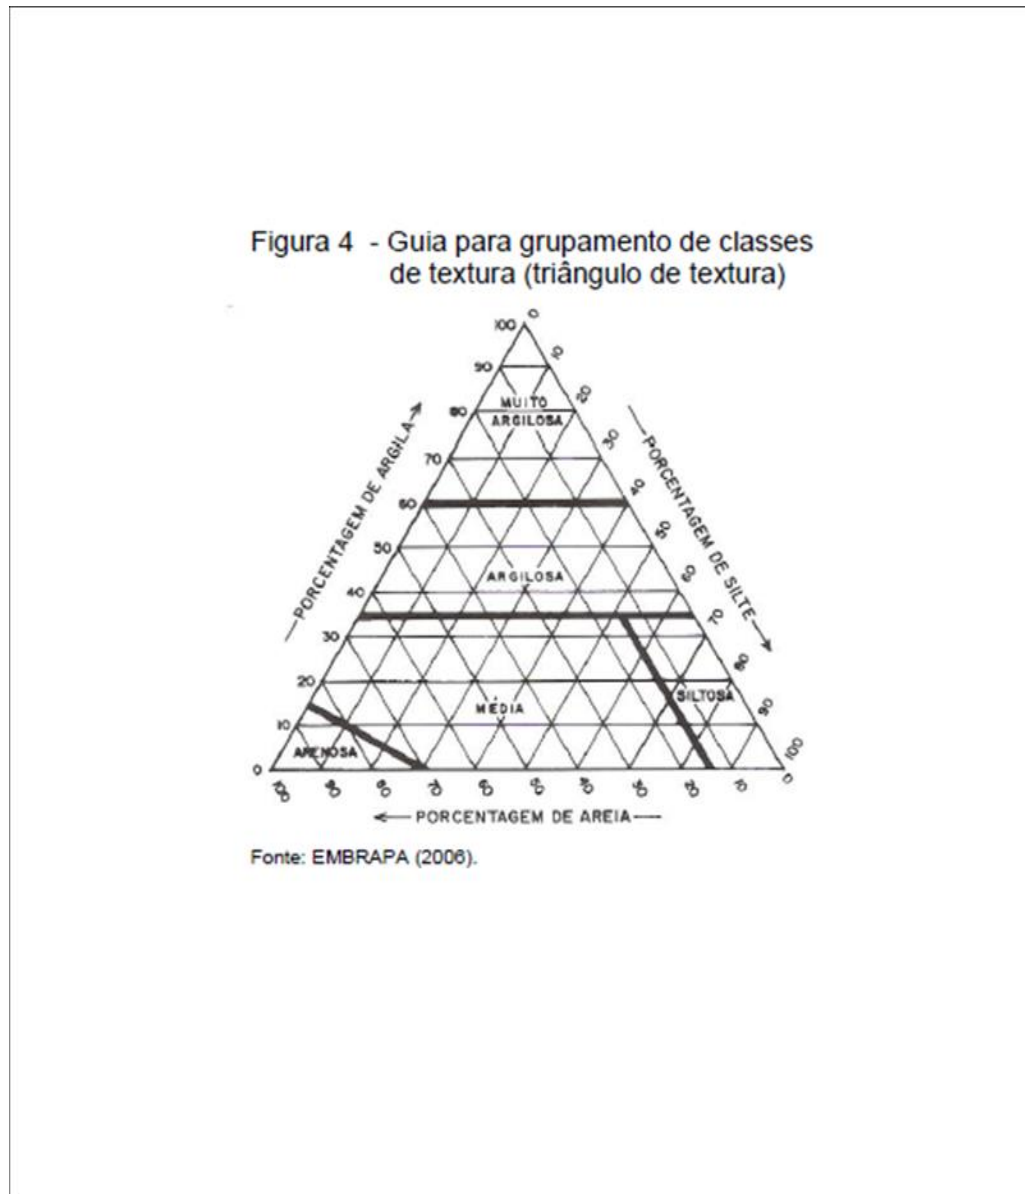 Figura 4 - Guia para grupamento de classes
de textura (triângulo de textura)
100 0
90 10
80 20
MUITO
ARGILOSA
70 30
60 40
50 50
ARGILOSA
40 60
70
30 80
20 90
SILTOSA
MÉDIA
10 100
ARENOSA
0
100 90 80 70 60 50 40 30 20 10 0
PORCENTAGEM DE ARGILA
PORCENTAGEM DE SILTE
PORCENTAGEM DE AREIA
Fonte: EMBRAPA (2006).